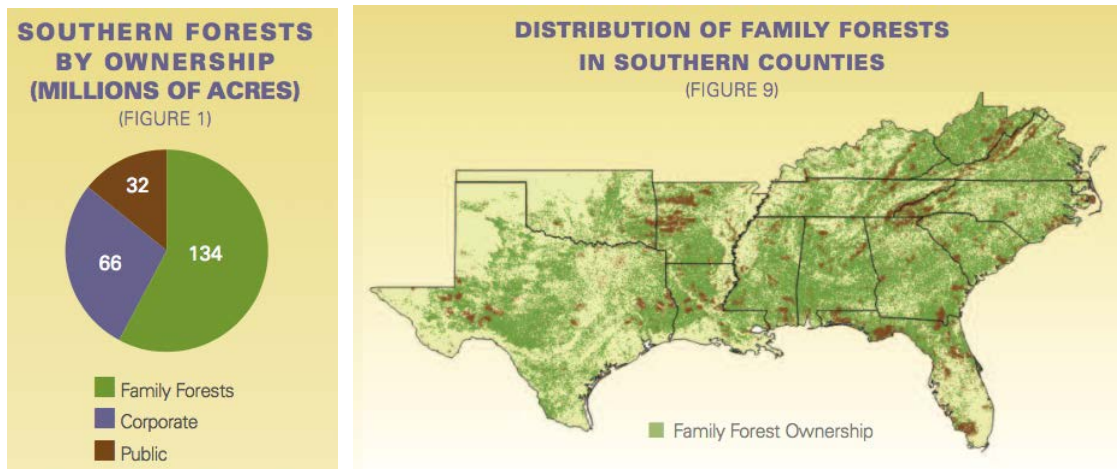 SOUTHERN FORESTS
BY OWNERSHIP
(MILLIONS OF ACRES)
(FIGURE 1)
32
66
134
Family Forests
Corporate
Public
DISTRIBUTION OF FAMILY FORESTS
IN SOUTHERN COUNTIES
(FIGURE 9)
Family Forest Ownership